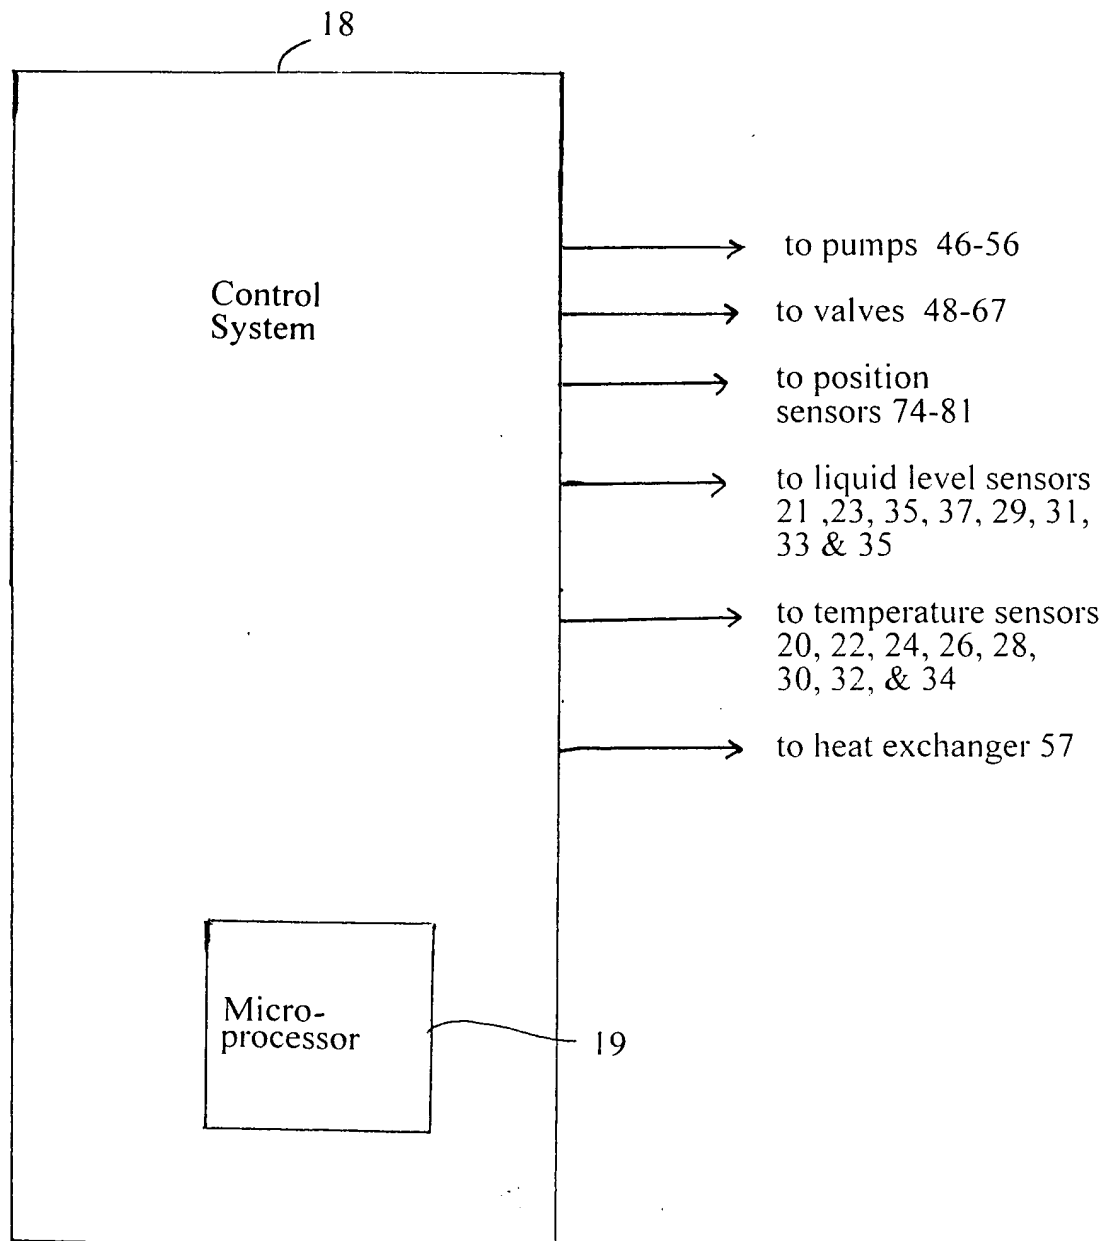 18
Control
System
to pumps 46-56
to valves 48-67
to position
sensors 74-81
to liquid level sensors
21 ,23, 35, 37, 29, 31,
33 & 35
to temperature sensors
20, 22, 24, 26, 28,
30, 32, & 34
to heat exchanger 57
Micro-
processor
19